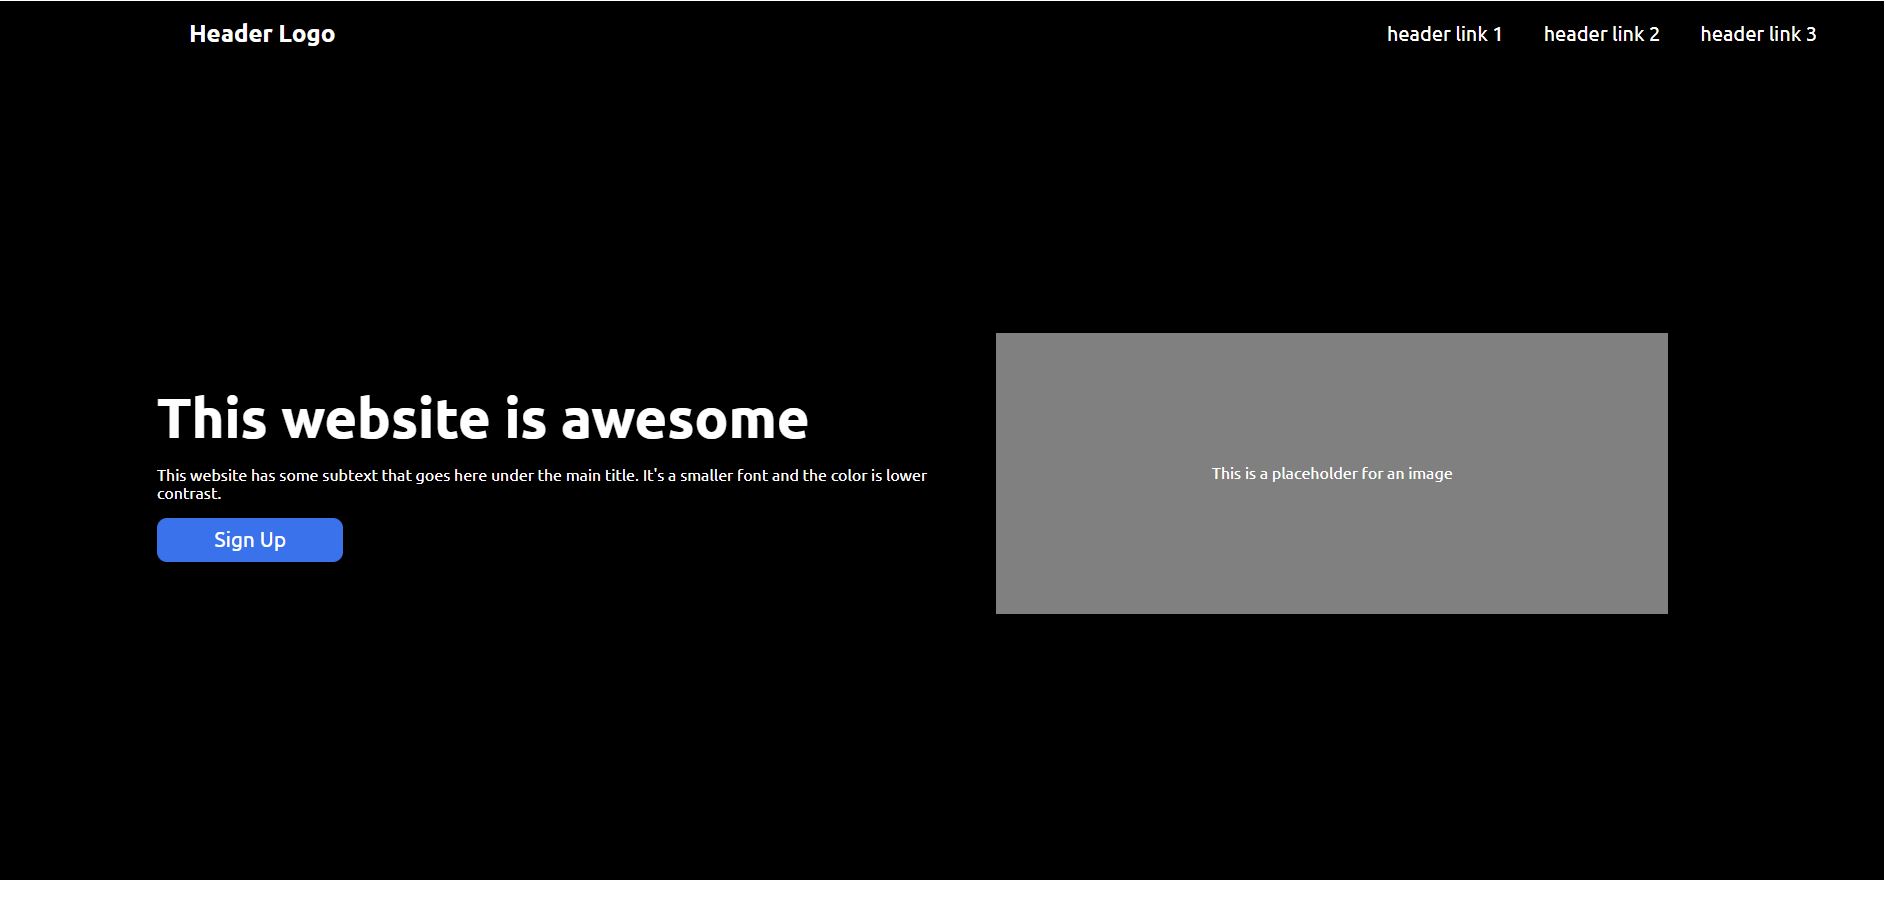 Header Logo
header link 1 header link 2 header link 3
This website is awesome
This website has some subtext that goes here under the main title. It's a smaller font and the color is lower
contrast.
Sign Up
This is a placeholder for an image